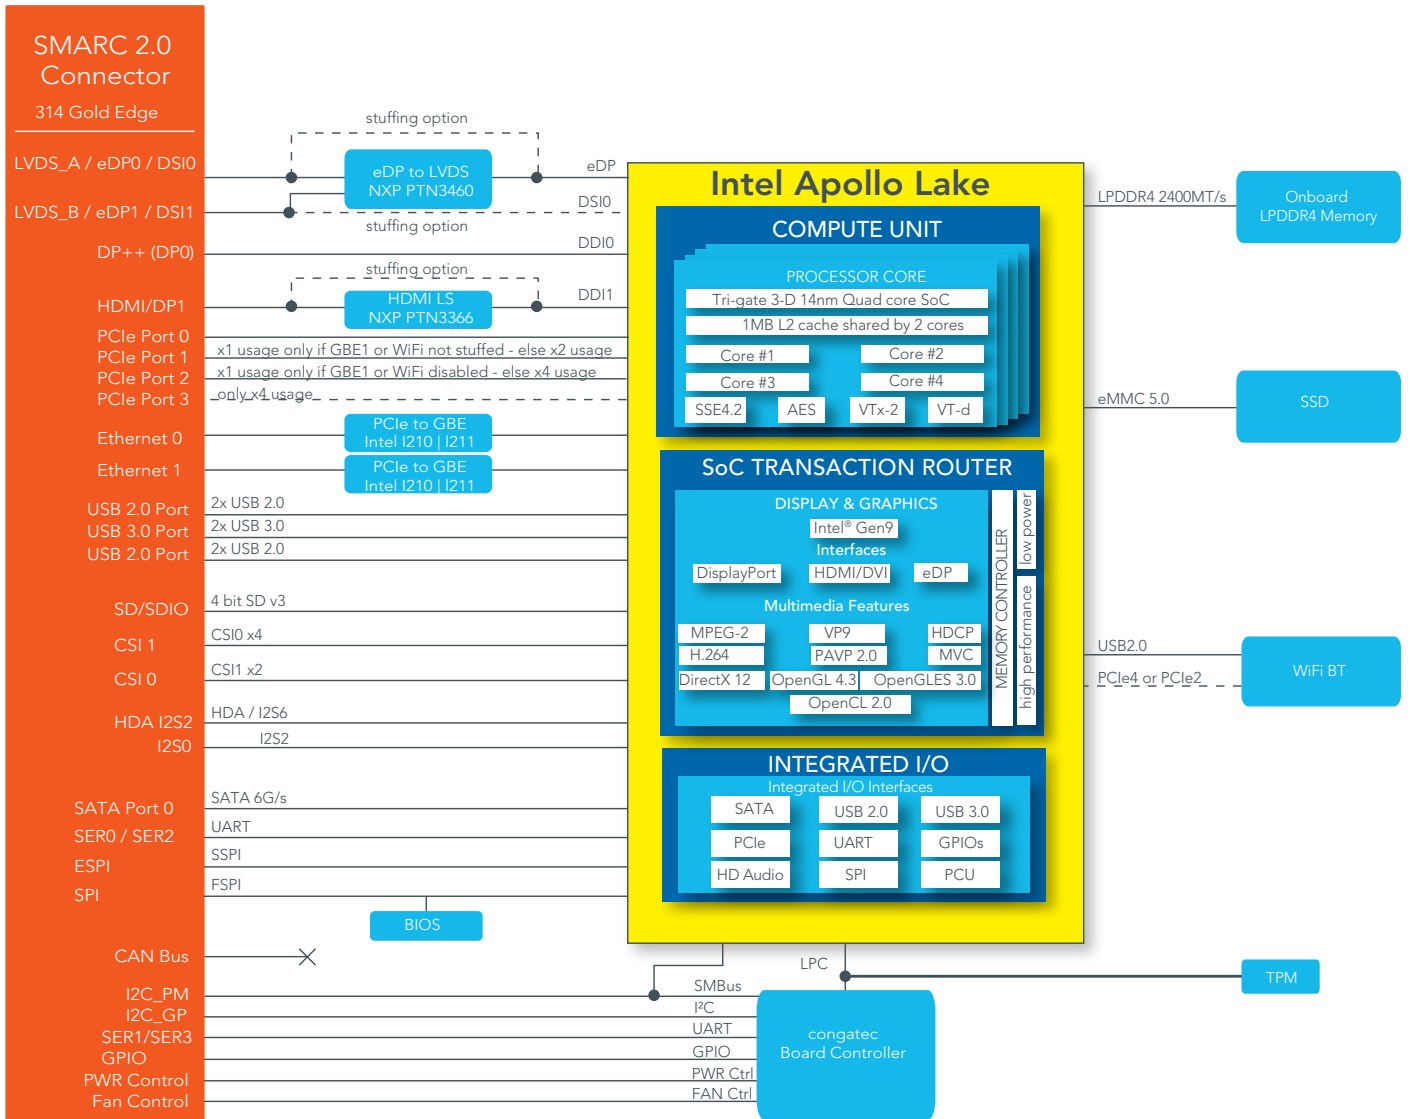 SMARC 2.0
Connector
314 Gold Edge
LVDS_A / eDP0 / DSI0
LVDS_B / eDP1 / DSI1
DP++ (DP0)
HDMI/DP1
PCIe Port 0
PCIe Port 1
PCIe Port 2
PCIe Port 3
Ethernet 0
Ethernet 1
USB 2.0 Port
USB 3.0 Port
USB 2.0 Port
SD/SDIO
CSI 1
CSI 0
HDA I2S2
I2S0
SATA Port 0
SER0 / SER2
ESPI
SPI
CAN Bus
I2C_PM
I2C_GP
SER1/SER3
GPIO
PWR Control
Fan Control
stuffing option
eDP to LVDS
NXP PTN3460
eDP
DSI0
stuffing option
DDI0
stuffing option
HDMI LS
NXP PTN3366
DDI1
x1 usage only if GBE1 or WiFi not stuffed - else x2 usage
x1 usage only if GBE1 or WiFi disabled - else x4 usage
only x4 usage
PCIe to GBE
Intel I210 | I211
PCIe to GBE
Intel I210 | I211
2x USB 2.0
2x USB 3.0
2x USB 2.0
4 bit SD v3
CSI0 x4
CSI1 x2
HDA / I2S6
I2S2
SATA 6G/s
UART
SSPI
FSPI
BIOS
Intel Apollo Lake
COMPUTE UNIT
PROCESSOR CORE
Tri-gate 3-D 14nm Quad core SoC
1MB L2 cache shared by 2 cores
Core #1
Core #2
Core #3
Core #4
SSE4.2
AES
VTx-2
VT-d
SoC TRANSACTION ROUTER
DISPLAY & GRAPHICS
Intel® Gen9
Interfaces
DisplayPort
HDMI/DVI
eDP
Multimedia Features
MPEG-2
VP9
HDCP
H.264
PAVP 2.0
MVC
DirectX 12
OpenGL 4.3
OpenGLES 3.0
OpenCL 2.0
MEMORY CONTROLLER
low power
high performance
INTEGRATED I/O
Integrated I/O Interfaces
SATA
USB 2.0
USB 3.0
PCIe
UART
GPIOs
HD Audio
SPI
PCU
LPDDR4 2400MT/s
Onboard
LPDDR4 Memory
eMMC 5.0
SSD
USB2.0
PCIe4 or PCIe2
WiFi BT
LPC
TPM
SMBus
I²C
UART
GPIO
PWR Ctrl
FAN Ctrl
congatec
Board Controller